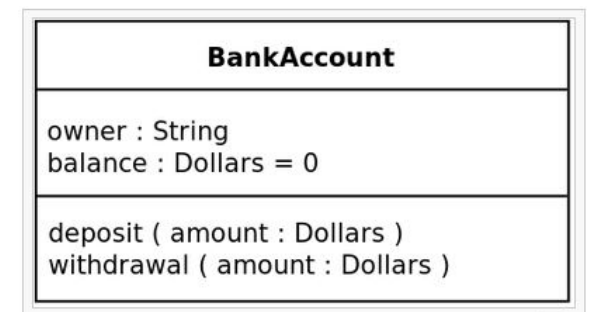 BankAccount
owner : String
balance : Dollars = 0
deposit ( amount : Dollars )
withdrawal ( amount : Dollars )